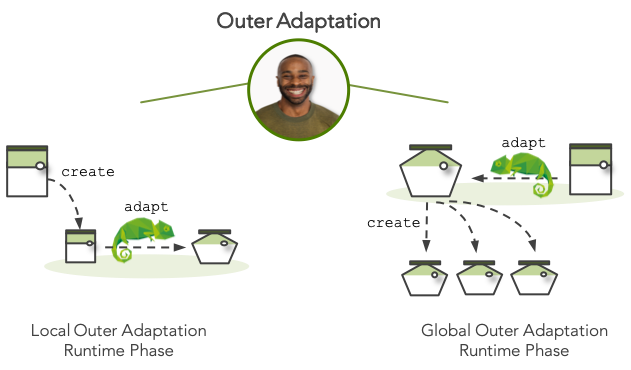 Outer Adaptation
create
adapt
adapt
create
Local Outer Adaptation
Runtime Phase
Global Outer Adaptation
Runtime Phase